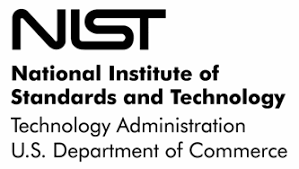 NIST
National Institute of
Standards and Technology
Technology Administration
U.S. Department of Commerce